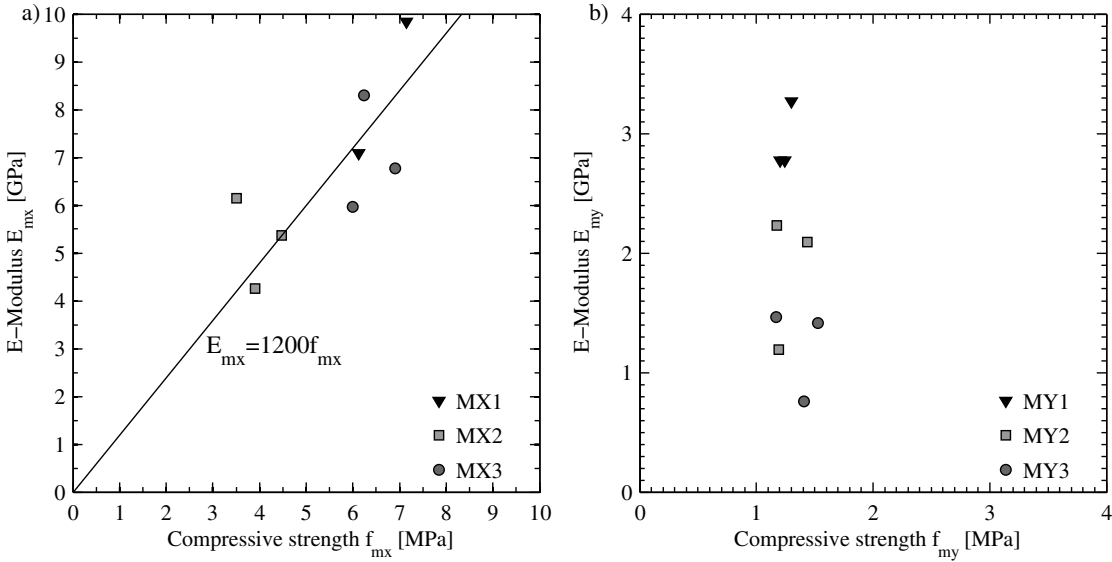 a)
10
9
8
7
6
5
4
3
2
1
0
E−Modulus E_mx [GPa]
E_mx=1200f_mx
MX1
MX2
MX3
0 1 2 3 4 5 6 7 8 9 10
Compressive strength f_mx [MPa]
b)
4
3
2
1
0
E−Modulus E_my [GPa]
MY1
MY2
MY3
0 1 2 3 4
Compressive strength f_my [MPa]